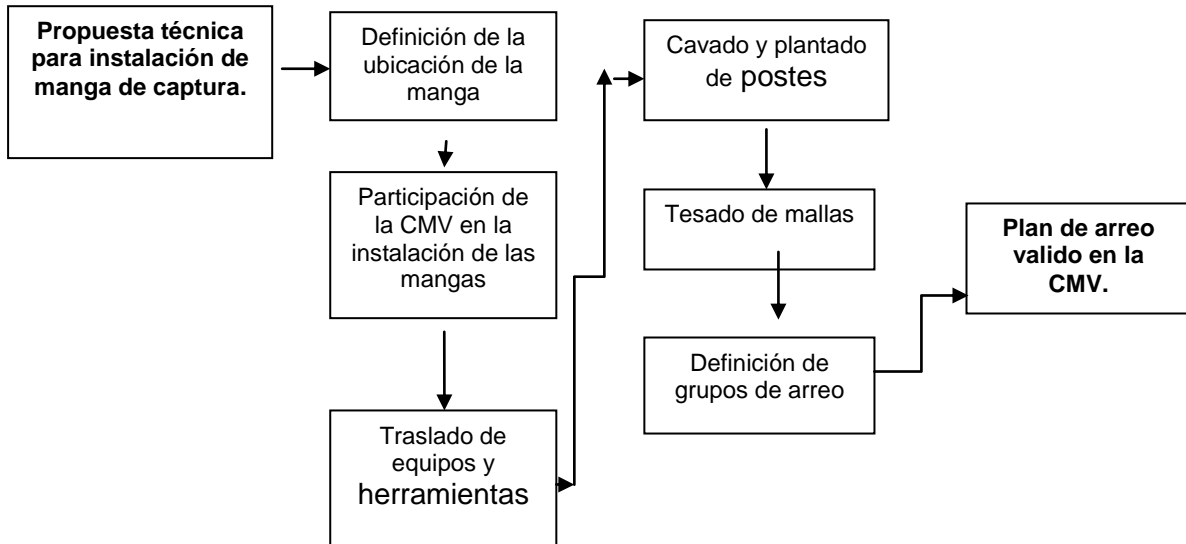 Propuesta técnica
para instalación de
manga de captura.
Definición de la
ubicación de la
manga
Participación de
la CMV en la
instalación de las
mangas
Traslado de
equipos y
herramientas
Cavado y plantado
de postes
Tesado de mallas
Definición de
grupos de arreo
Plan de arreo
valido en la
CMV.